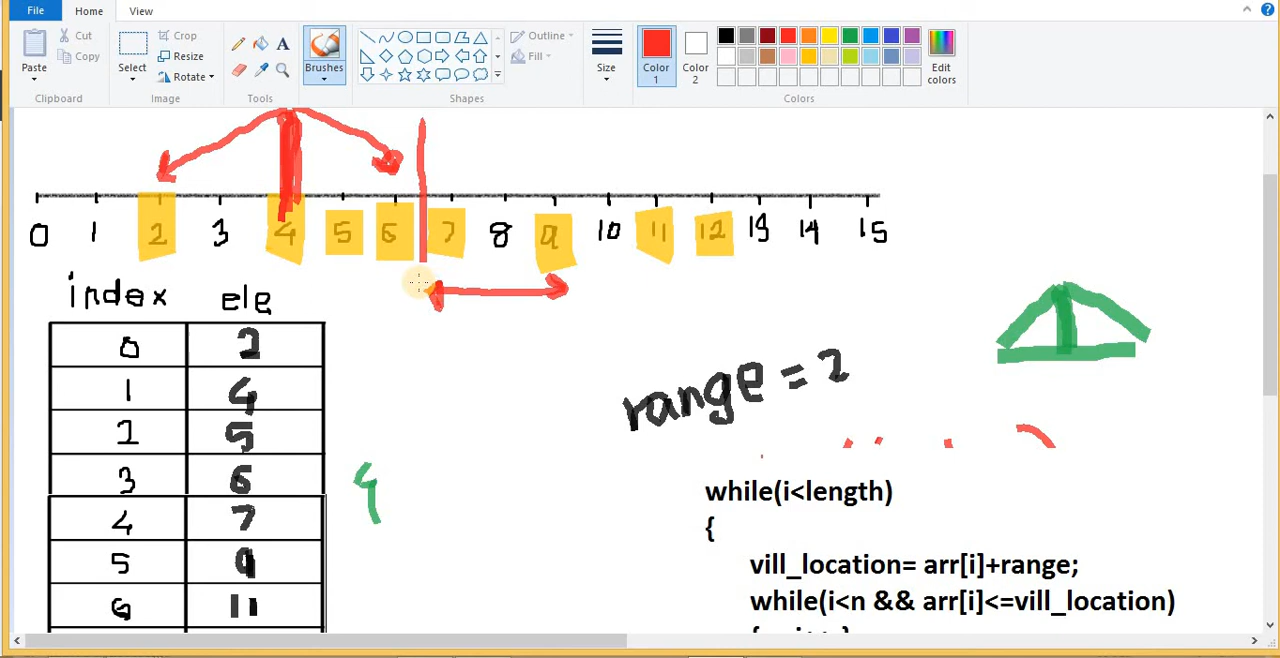 File Home View
Paste Cut Copy Clipboard
Select Crop Resize Rotate Image
A Tools
Brushes
Shapes Outline Fill
Size
Color 1 Color 2 Edit colors Colors
0 1 2 3 4 5 6 7 8 9 10 11 12 13 14 15
index ele
0 2
1 4
2 5
3 6
4 7
5 9
6 11
range = 2
while(i<length)
{
vill_location= arr[i]+range;
while(i<n && arr[i]<=vill_location)